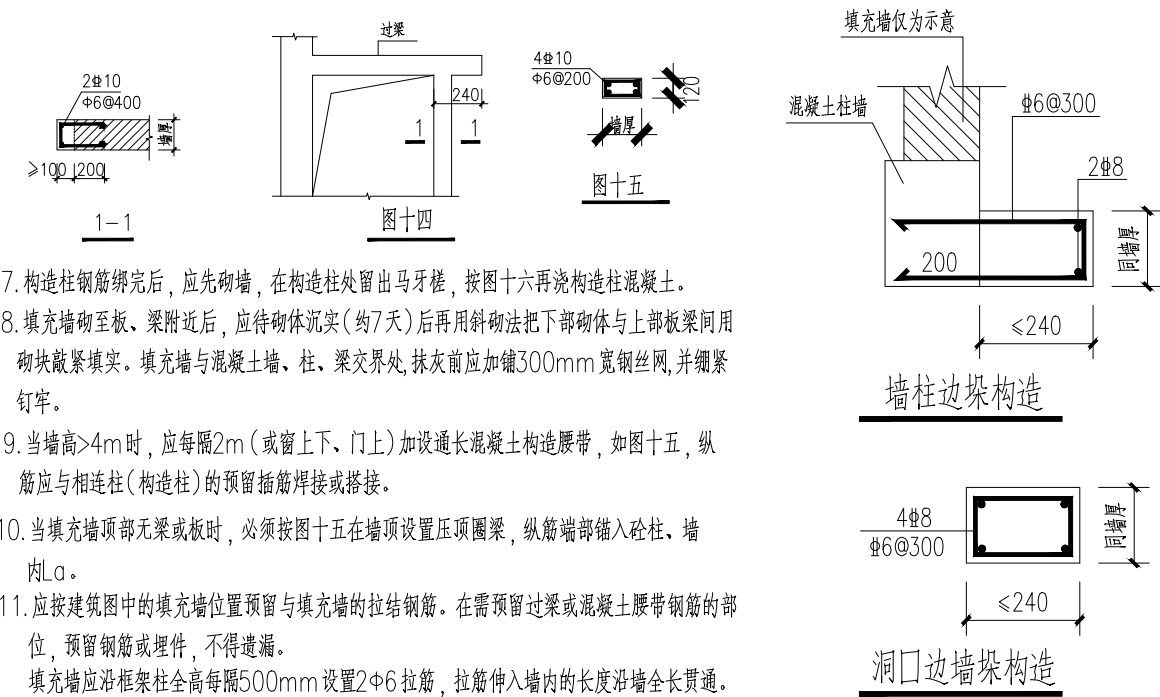 过梁
2Φ10
Φ6@400
墙厚
≥100
200
1-1
240
1
1
图十四
4Φ10
Φ6@200
120
墙厚
图十五
填充墙仅为示意
混凝土柱墙
Φ6@300
2Φ8
200
同墙厚
≤240
墙柱边垛构造
4Φ8
Φ6@300
同墙厚
≤240
洞口边墙垛构造
7.构造柱钢筋绑完后，应先砌墙，在构造柱处留出马牙槎，按图十六再浇构造柱混凝土。
8.填充墙砌至板、梁附近后，应待砌体沉实(约7天)后再用斜砌法把下部砌体与上部板梁间用
砌块敲紧填实。填充墙与混凝土墙、柱、梁交界处,抹灰前应加铺300mm宽钢丝网,并绷紧
钉牢。
9.当墙高>4m时，应每隔2m(或窗上下、门上)加设通长混凝土构造腰带，如图十五，纵
筋应与相连柱(构造柱)的预留插筋焊接或搭接。
10.当填充墙顶部无梁或板时，必须按图十五在墙顶设置压顶圈梁，纵筋端部锚入砼柱、墙
内La。
11.应按建筑图中的填充墙位置预留与填充墙的拉结钢筋。在需预留过梁或混凝土腰带钢筋的部
位，预留钢筋或埋件，不得遗漏。
填充墙应沿框架柱全高每隔500mm设置2Φ6拉筋，拉筋伸入墙内的长度沿墙全长贯通。